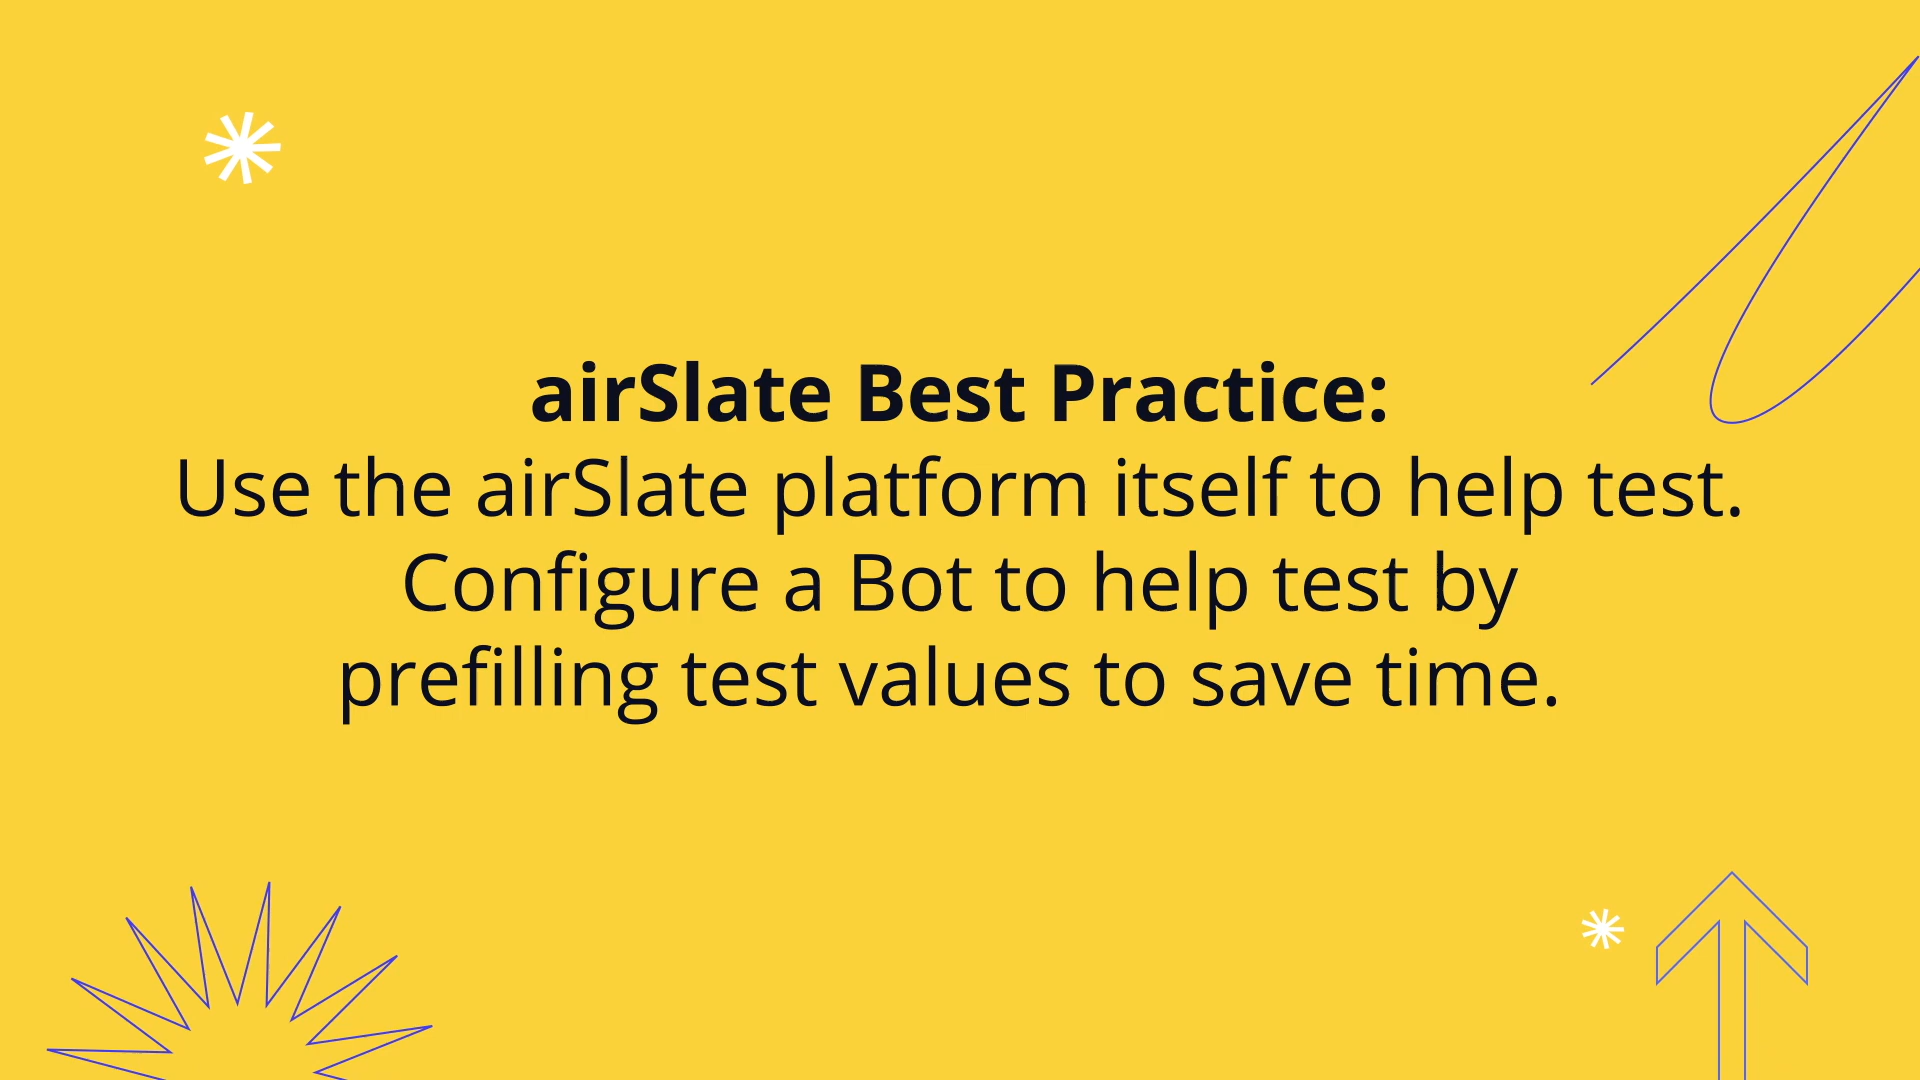 airSlate Best Practice:
Use the airSlate platform itself to help test.
Configure a Bot to help test by
prefilling test values to save time.